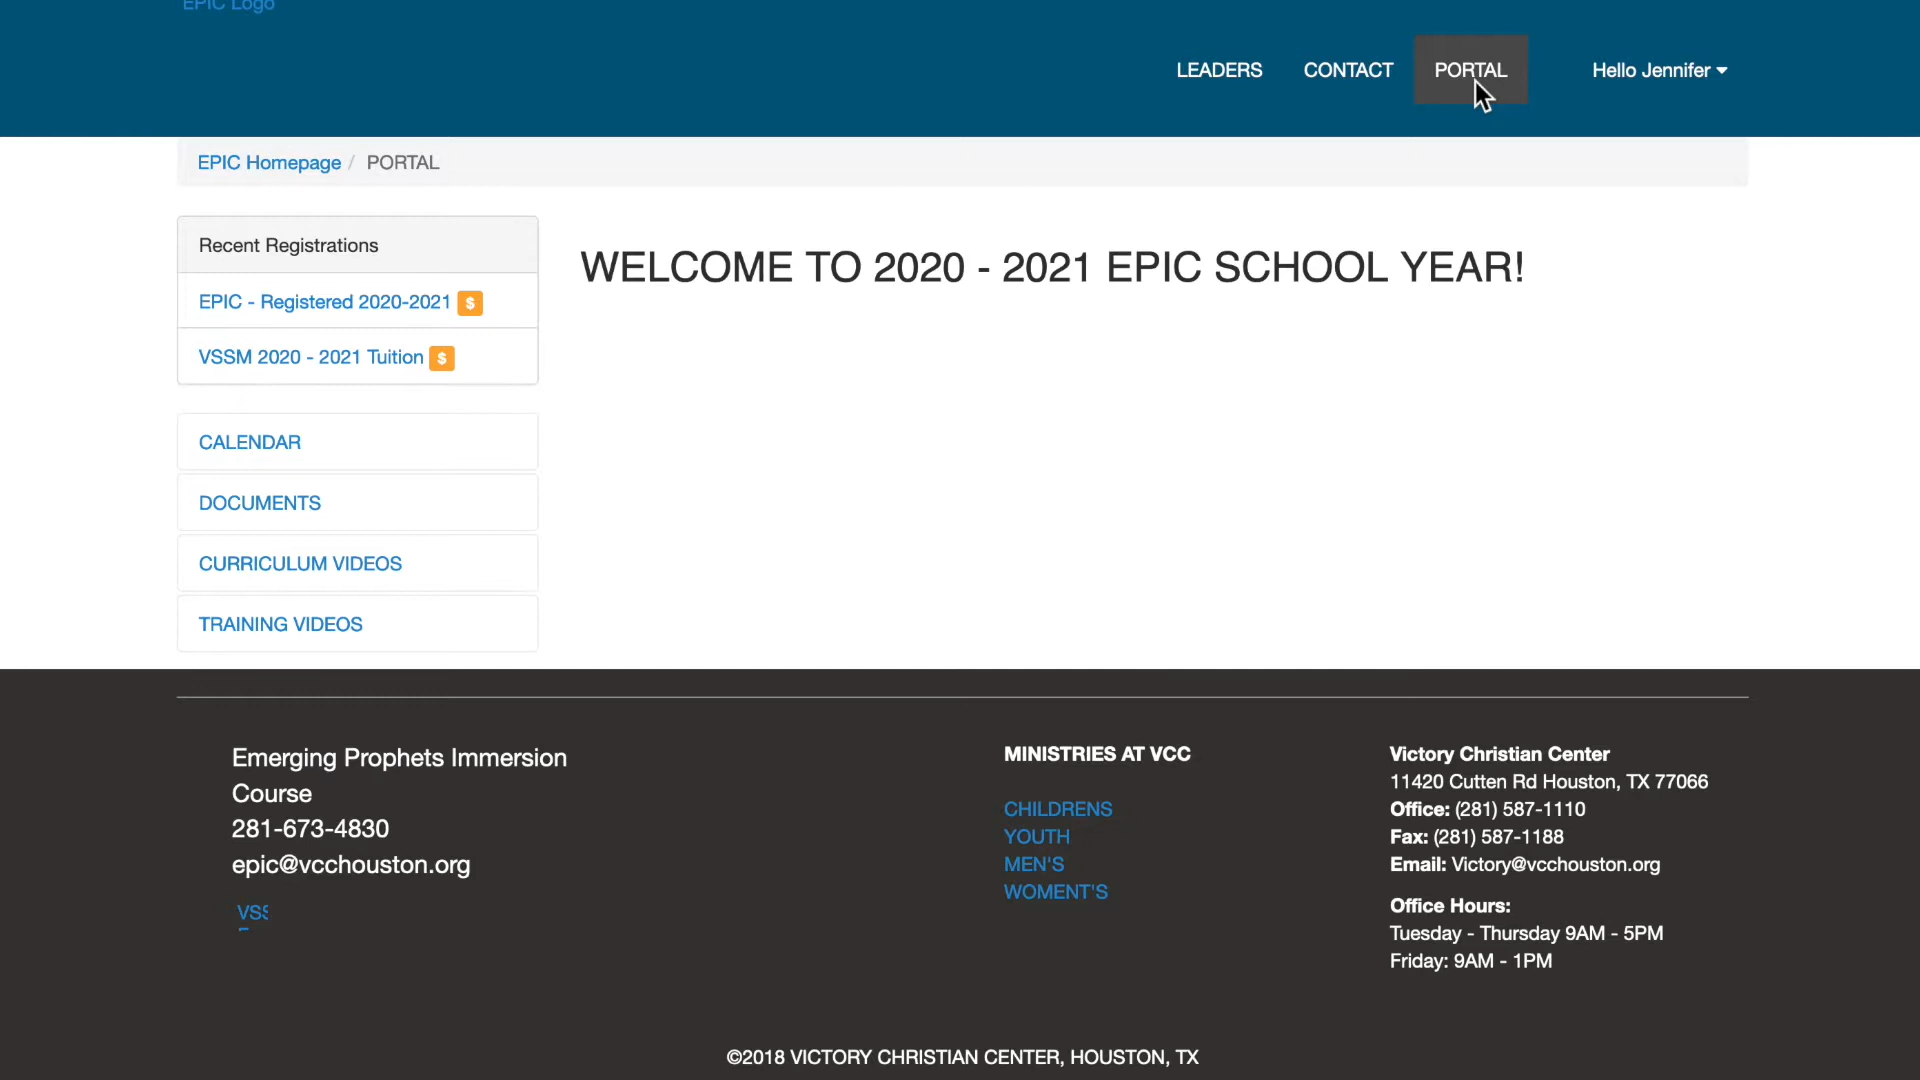 EPIC Logo
LEADERS CONTACT PORTAL Hello Jennifer
EPIC Homepage / PORTAL
Recent Registrations
EPIC - Registered 2020-2021 $
VSSM 2020 - 2021 Tuition $
CALENDAR
DOCUMENTS
CURRICULUM VIDEOS
TRAINING VIDEOS
WELCOME TO 2020 - 2021 EPIC SCHOOL YEAR!
Emerging Prophets Immersion
Course
281-673-4830
epic@vcchouston.org
MINISTRIES AT VCC
CHILDRENS
YOUTH
MEN'S
WOMENT'S
Victory Christian Center
11420 Cutten Rd Houston, TX 77066
Office: (281) 587-1110
Fax: (281) 587-1188
Email: Victory@vcchouston.org
Office Hours:
Tuesday - Thursday 9AM - 5PM
Friday: 9AM - 1PM
©2018 VICTORY CHRISTIAN CENTER, HOUSTON, TX